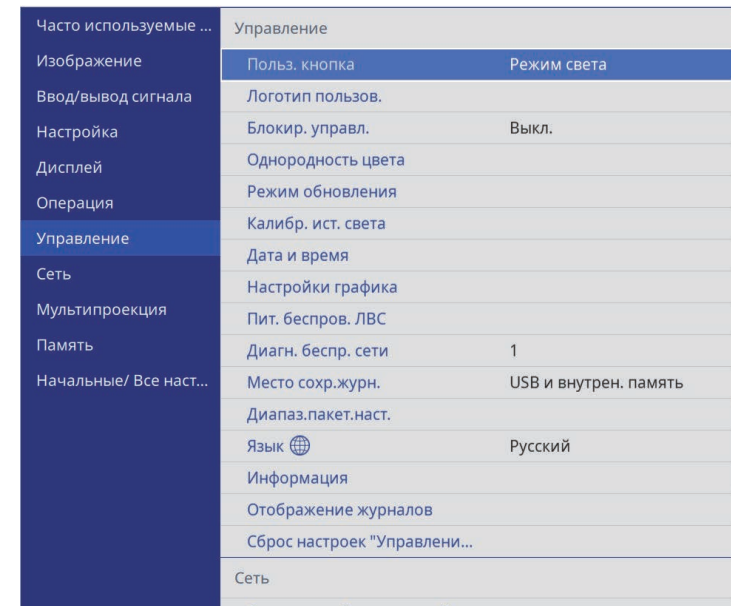 Часто используемые ...
Изображение
Ввод/вывод сигнала
Настройка
Дисплей
Операция
Управление
Сеть
Мультипроекция
Память
Начальные/ Все наст...
Управление
Польз. кнопка Режим света
Логотип пользов.
Блокир. управл. Выкл.
Однородность цвета
Режим обновления
Калибр. ист. света
Дата и время
Настройки графика
Пит. беспров. ЛВС
Диагн. беспр. сети 1
Место сохр.журн. USB и внутрен. память
Диапаз.пакет.наст.
Язык Русский
Информация
Отображение журналов
Сброс настроек "Управлени...
Сеть